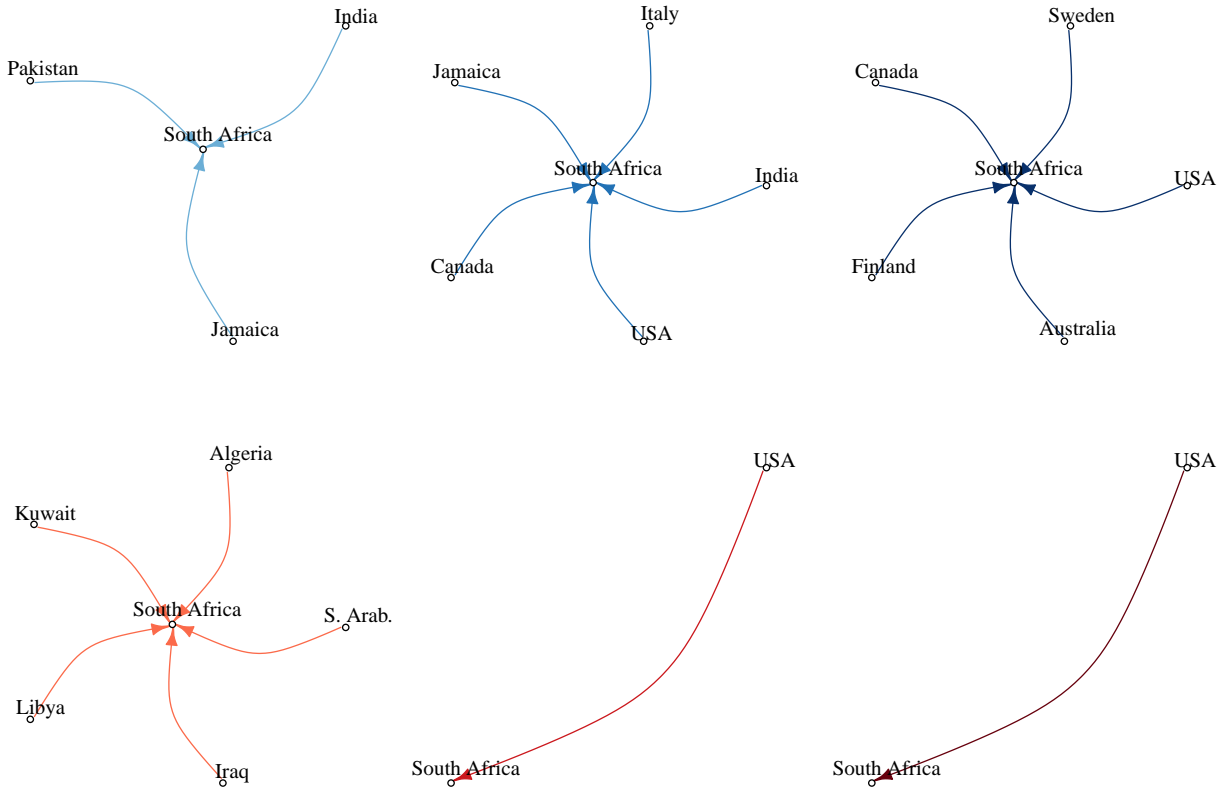 India
Pakistan
South Africa
Jamaica
Italy
Jamaica
South Africa
India
Canada
USA
Sweden
Canada
South Africa
USA
Finland
Australia
Algeria
Kuwait
South Africa
S. Arab.
Libya
Iraq
USA
South Africa
USA
South Africa